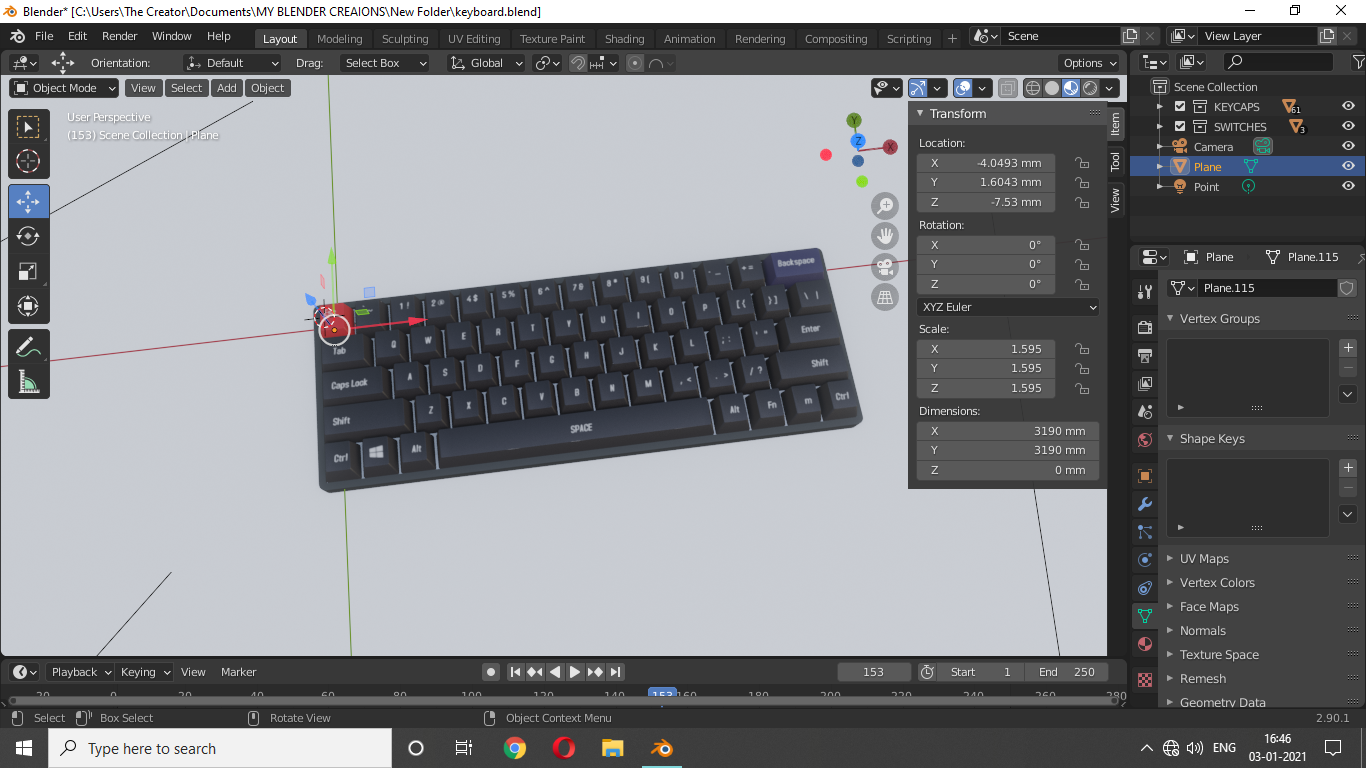 Blender* [C:\Users\The Creator\Documents\MY BLENDER CREAIONS\New Folder\keyboard.blend]
File Edit Render Window Help Layout Modeling Sculpting UV Editing Texture Paint Shading Animation Rendering Compositing Scripting + Scene View Layer
Orientation: Default Drag: Select Box Global Options
Object Mode View Select Add Object
User Perspective
(153) Scene Collection | Plane
Y
Z
X
Transform
Location:
X -4.0493 mm
Y 1.6043 mm
Z -7.53 mm
Rotation:
X 0°
Y 0°
Z 0°
XYZ Euler
Scale:
X 1.595
Y 1.595
Z 1.595
Dimensions:
X 3190 mm
Y 3190 mm
Z 0 mm
Item
Tool
View
Scene Collection
KEYCAPS 61
SWITCHES 3
Camera
Plane
Point
Plane Plane.115
Plane.115
Vertex Groups
Shape Keys
UV Maps
Vertex Colors
Face Maps
Normals
Texture Space
Remesh
Geometry Data
Backspace
Tab Q W E R T Y U I O P [{ }] \ |
Caps Lock A S D F G H J K L ; : ' " Enter
Shift Z X C V B N M , < . > / ? Shift
Ctrl Alt SPACE Alt Fn m Ctrl
Playback Keying View Marker 153 Start 1 End 250
0 20 40 60 80 100 120 140 153 160 180 200 220 240 260 280
Select Box Select Rotate View Object Context Menu 2.90.1
Type here to search ENG 16:46
03-01-2021